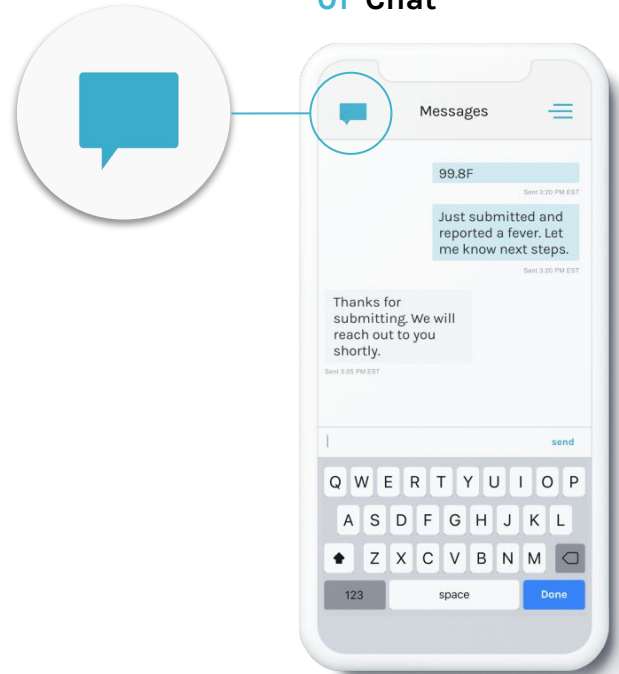 or Chat
Messages
99.8F
Sent 3:20 PM EST
Just submitted and
reported a fever. Let
me know next steps.
Sent 3:20 PM EST
Thanks for
submitting. We will
reach out to you
shortly.
Sent 3:25 PM EST
send
Q W E R T Y U I O P
A S D F G H J K L
Z X C V B N M
123 space Done